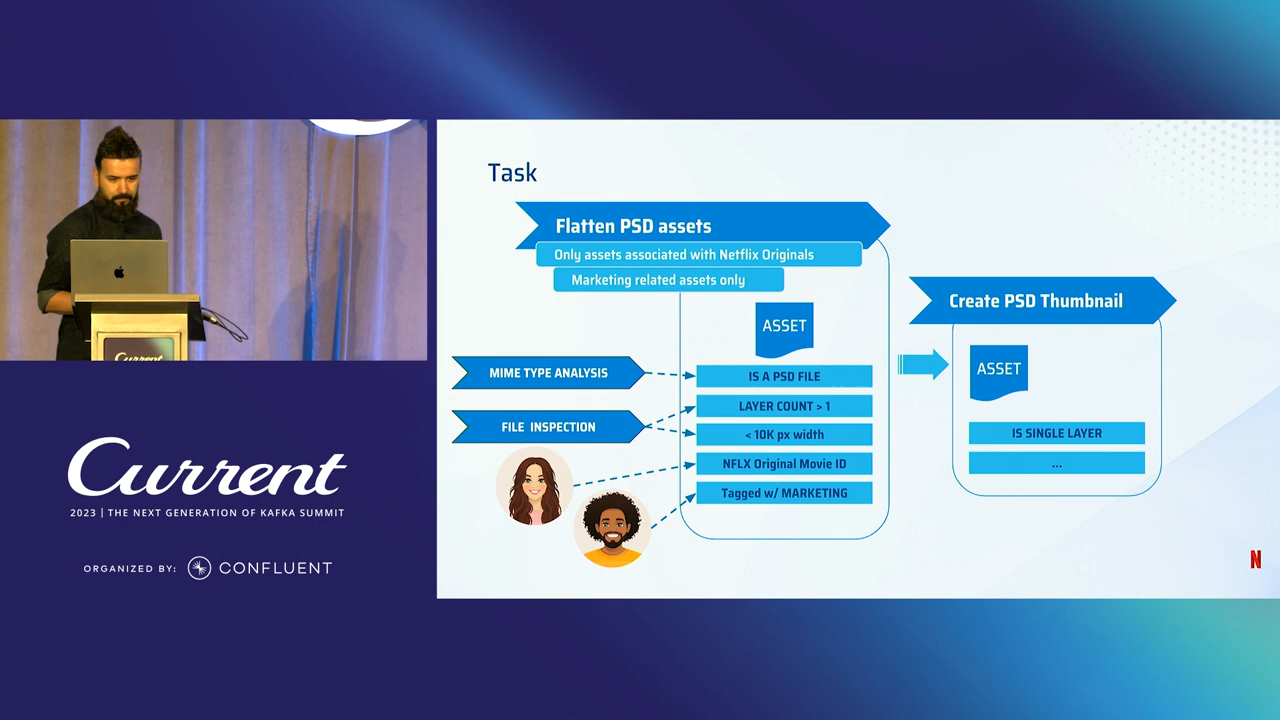 Task
Flatten PSD assets
Only assets associated with Netflix Originals
Marketing related assets only
ASSET
MIME TYPE ANALYSIS
FILE INSPECTION
IS A PSD FILE
LAYER COUNT > 1
< 10K px width
NFLX Original Movie ID
Tagged w/ MARKETING
Create PSD Thumbnail
ASSET
IS SINGLE LAYER
...
N
Current
Current
2023 | THE NEXT GENERATION OF KAFKA SUMMIT
ORGANIZED BY: CONFLUENT